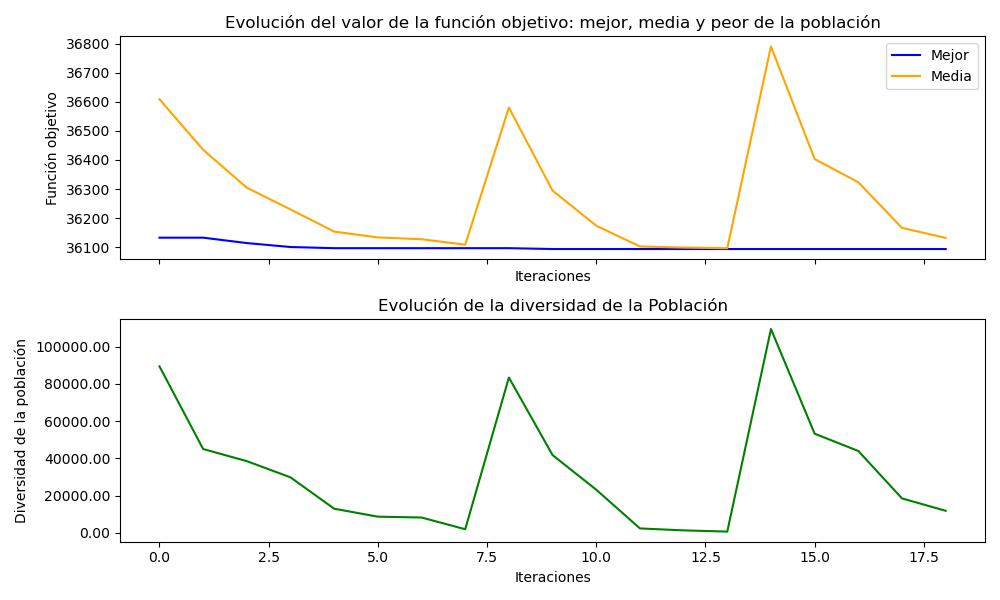 Evolución del valor de la función objetivo: mejor, media y peor de la población
36800
36700
36600
36500
36400
36300
36200
36100
Función objetivo
Mejor
Media
Iteraciones
Evolución de la diversidad de la Población
100000.00
80000.00
60000.00
40000.00
20000.00
0.00
Diversidad de la población
0.0 2.5 5.0 7.5 10.0 12.5 15.0 17.5
Iteraciones